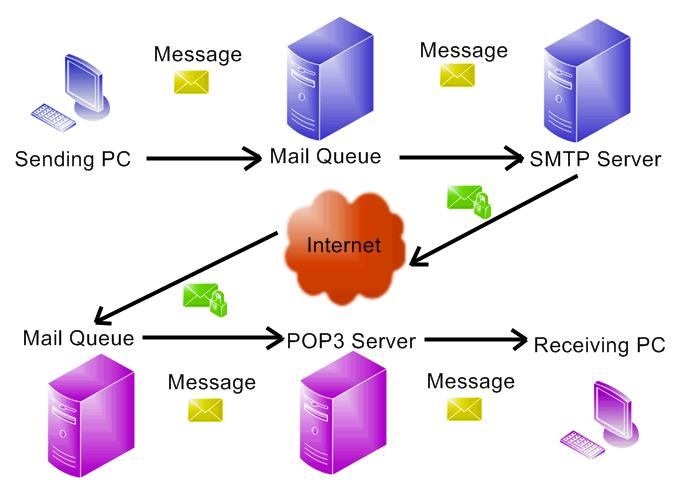 Message
Message
Sending PC
Mail Queue
SMTP Server
Internet
Mail Queue
POP3 Server
Receiving PC
Message
Message